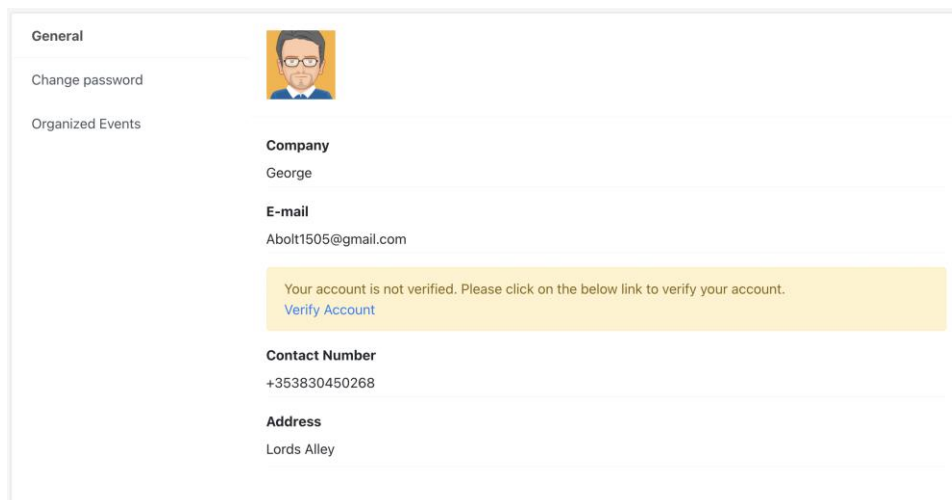 General
Change password
Organized Events
Company
George
E-mail
Abolt1505@gmail.com
Your account is not verified. Please click on the below link to verify your account.
Verify Account
Contact Number
+353830450268
Address
Lords Alley